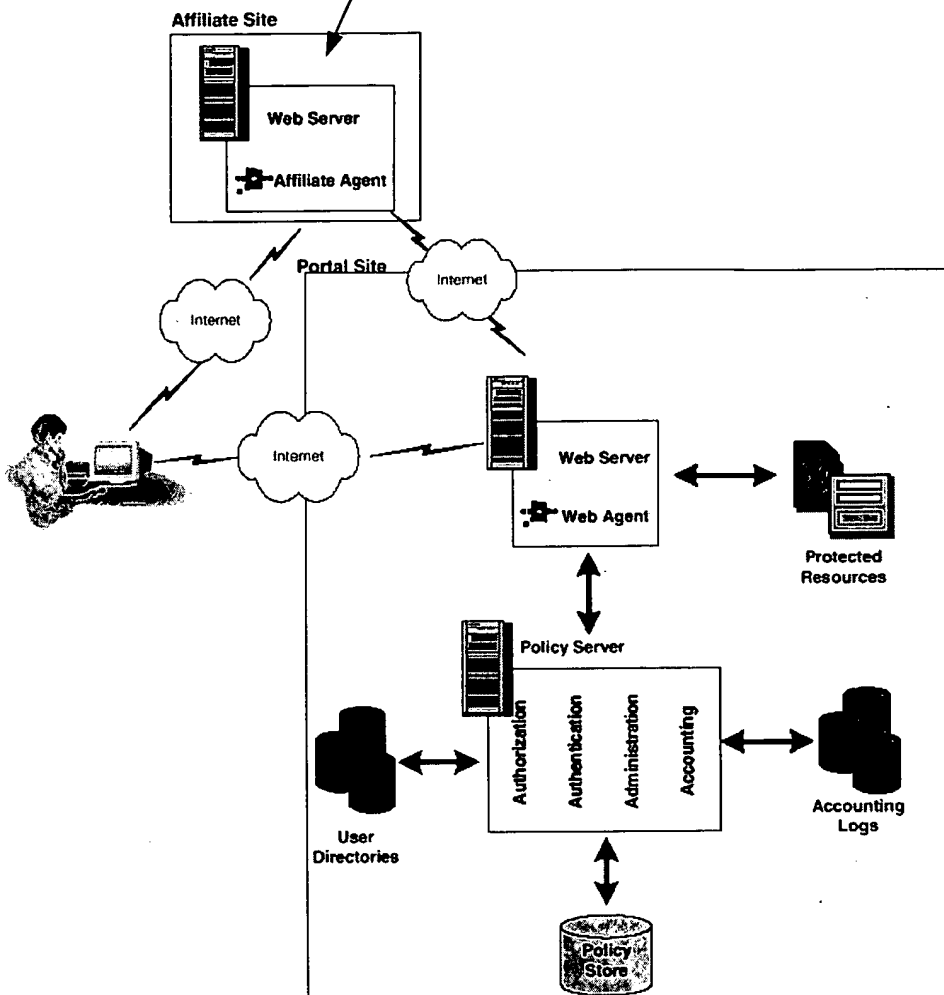 Affiliate Site
Web Server
Affiliate Agent
Portal Site
Internet
Internet
Internet
Web Server
Web Agent
Protected
Resources
Policy Server
Authorization
Authentication
Administration
Accounting
User
Directories
Accounting
Logs
Policy
Store